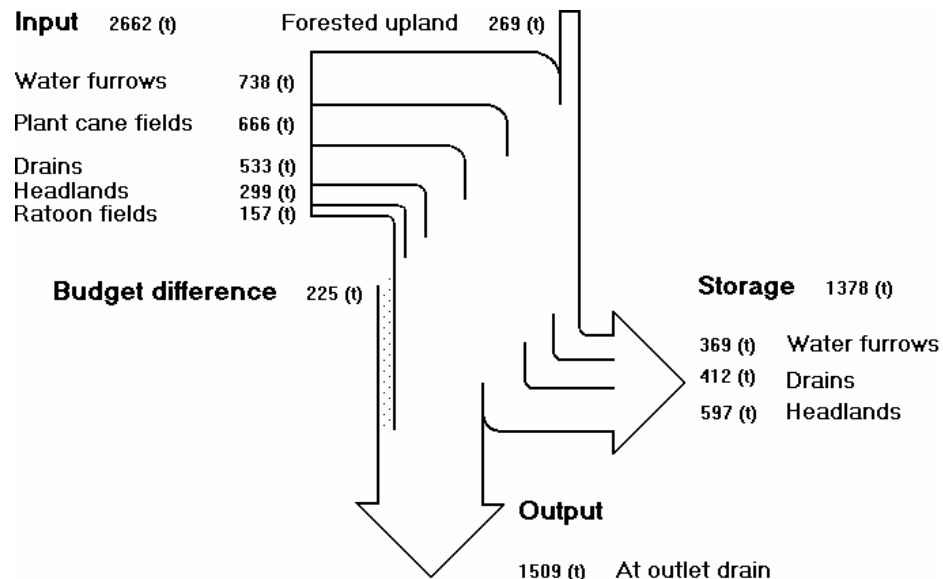 Input 2662 (t) Forested upland 269 (t)
Water furrows 738 (t)
Plant cane fields 666 (t)
Drains 533 (t)
Headlands 299 (t)
Ratoon fields 157 (t)
Budget difference 225 (t)
Storage 1378 (t)
369 (t) Water furrows
412 (t) Drains
597 (t) Headlands
Output
1509 (t) At outlet drain